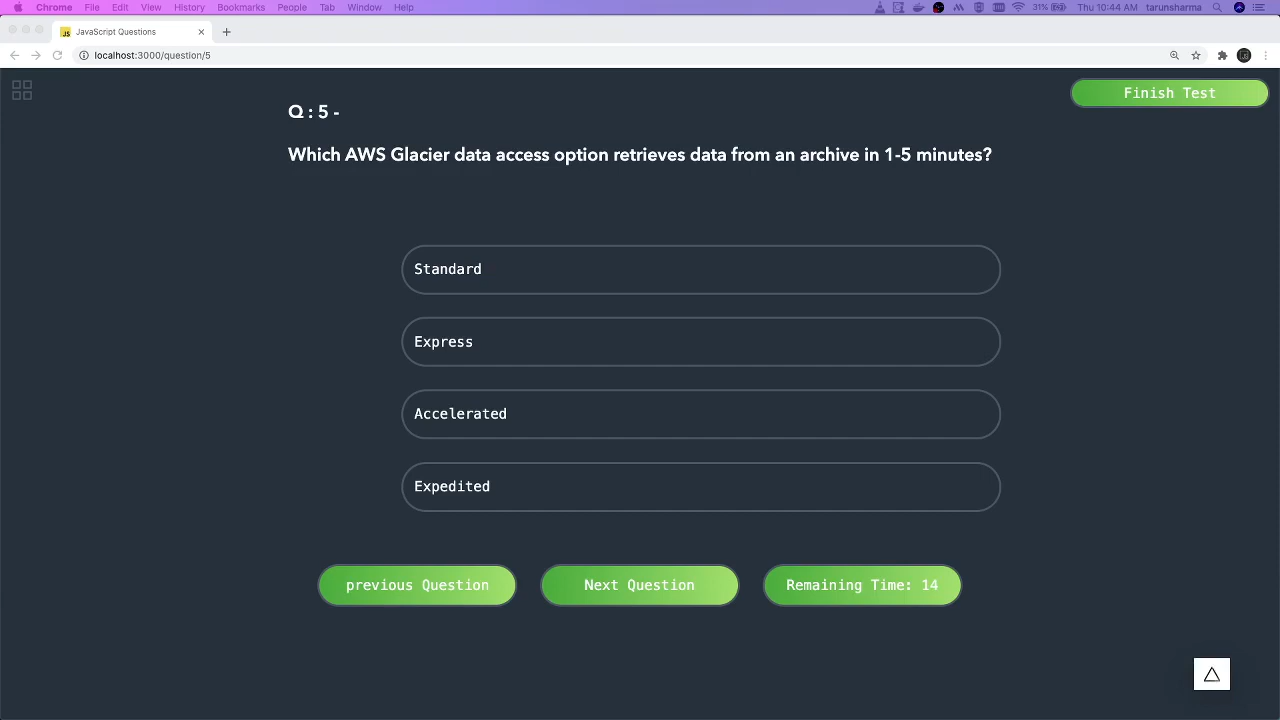 Chrome File Edit View History Bookmarks People Tab Window Help 31% Thu 10:44 AM tarunsharma
JS JavaScript Questions
localhost:3000/question/5
Finish Test
Q : 5 -
Which AWS Glacier data access option retrieves data from an archive in 1-5 minutes?
Standard
Express
Accelerated
Expedited
previous Question Next Question Remaining Time: 14